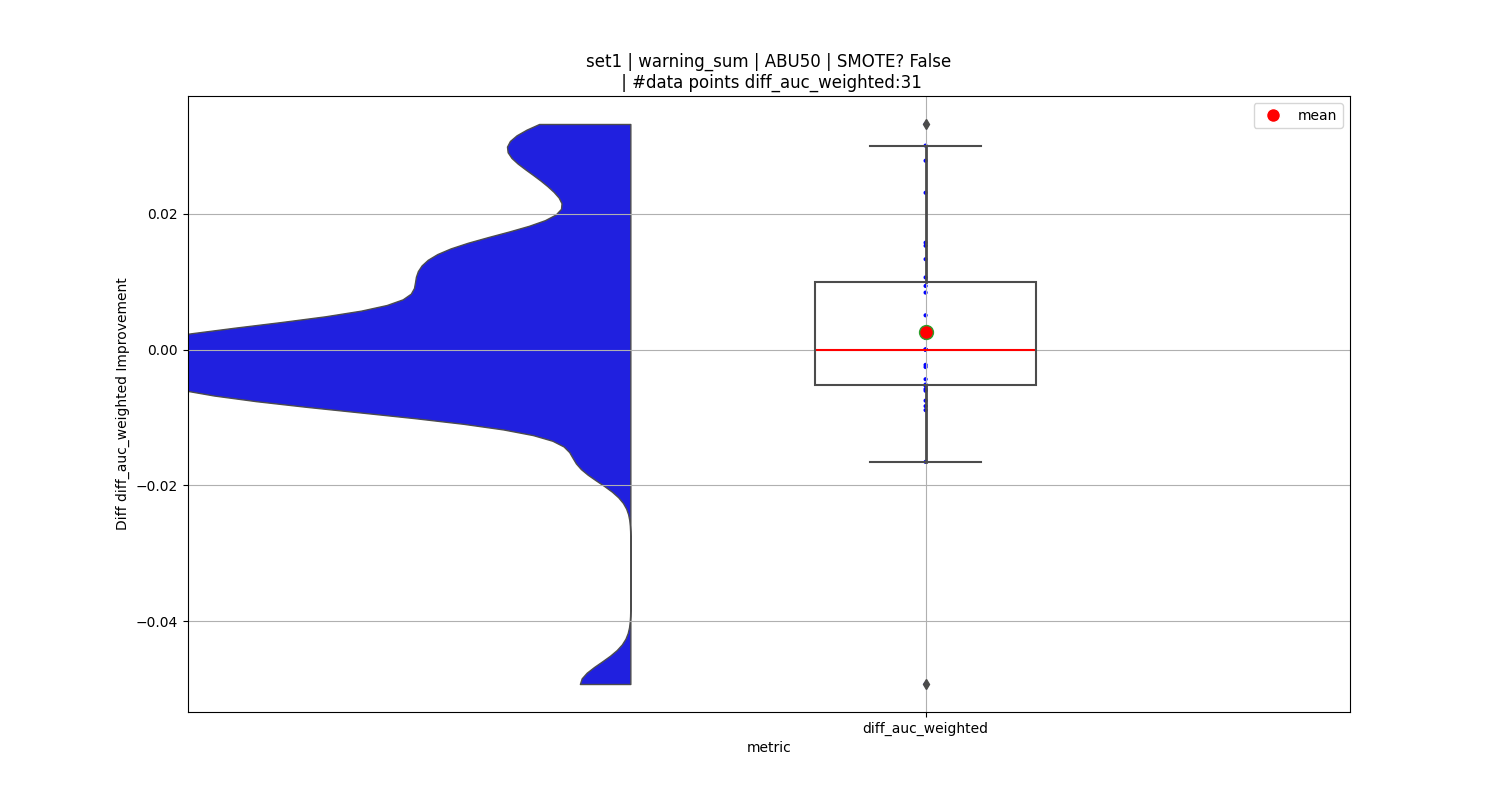 set1 | warning_sum | ABU50 | SMOTE? False
| #data points diff_auc_weighted:31
mean
0.02
0.00
−0.02
−0.04
Diff diff_auc_weighted Improvement
diff_auc_weighted
metric